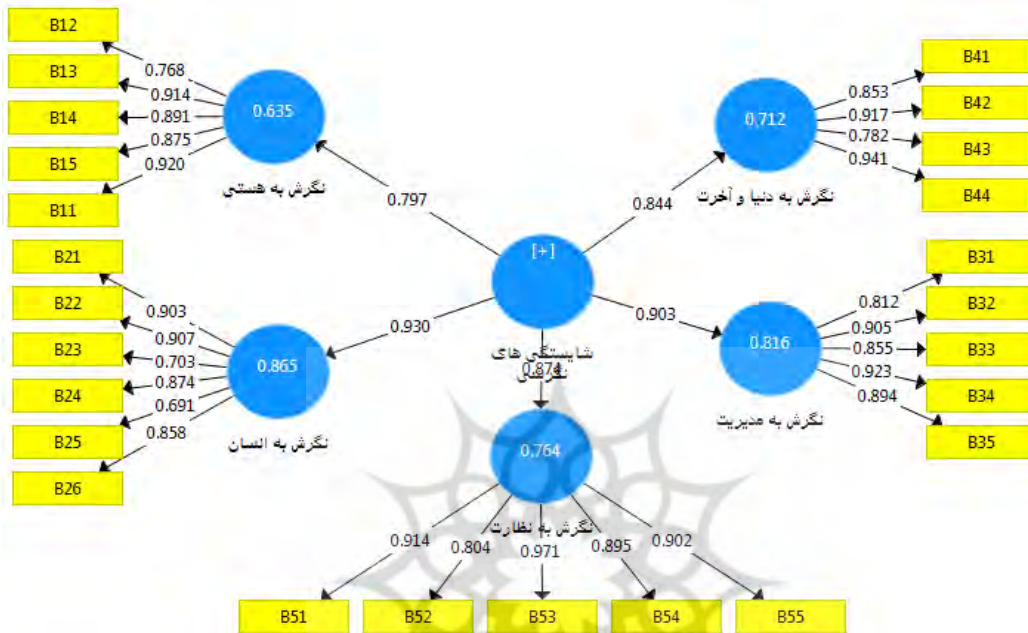 B12
B13
B14
B15
B11
0.768
0.914
0.891
0.875
0.920
0.635
نگرش به هستی
0.797
B41
B42
B43
B44
0.853
0.917
0.782
0.941
0.712
نگرش به دنیا و آخرت
0.844
[+]
شایستگی های
نگرشی
B21
B22
B23
B24
B25
B26
0.903
0.907
0.703
0.874
0.691
0.858
0.865
نگرش به انسان
0.930
B31
B32
B33
B34
B35
0.812
0.905
0.855
0.923
0.894
0.816
نگرش به مدیریت
0.903
0.874
0.764
نگرش به نظارت
0.914
0.804
0.971
0.895
0.902
B51
B52
B53
B54
B55